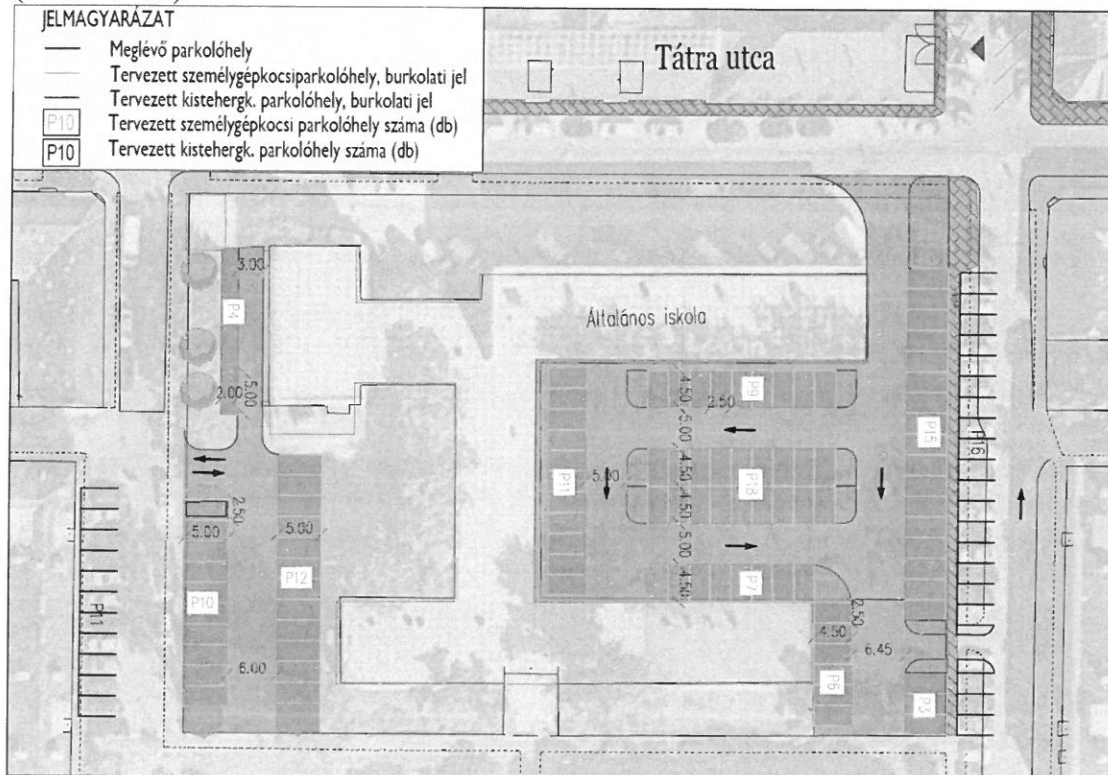 JELMAGYARÁZAT
Meglévő parkolóhely
Tervezett személygépkocsiparkolóhely, burkolati jel
Tervezett kistehergk. parkolóhely, burkolati jel
P10 Tervezett személygépkocsi parkolóhely száma (db)
P10 Tervezett kistehergk. parkolóhely száma (db)
Tátra utca
3.00
P4
2.00
5.00
Általános iskola
4.50
P9
2.50
5.00
P15
P16
4.50
P18
P11
5.00
4.50
2.50
5.00
5.00
5.00
P12
P10
P11
4.50
P7
2.50
4.50
6.45
6.00
P6
P3